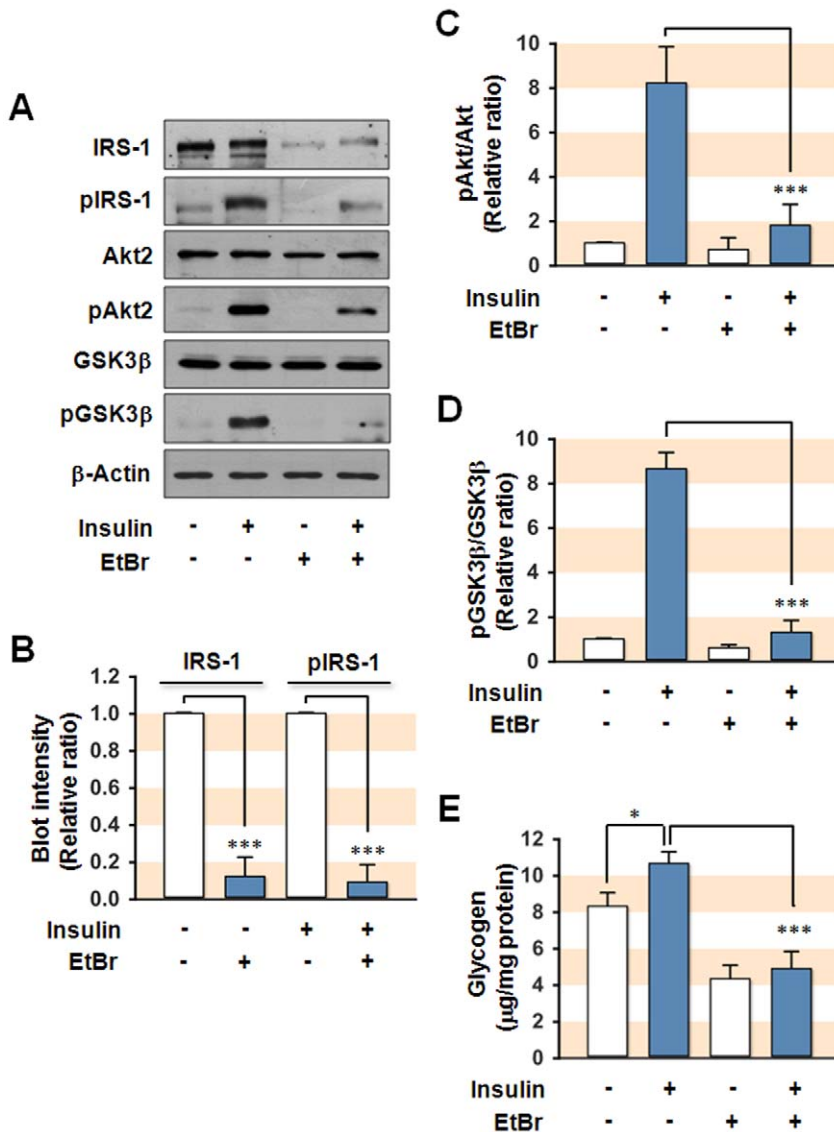 A
IRS-1
pIRS-1
Akt2
pAkt2
GSK3β
pGSK3β
β-Actin
Insulin - + - +
EtBr - - + +
B
IRS-1 pIRS-1
Blot intensity
(Relative ratio)
1.2
1.0
0.8
0.6
0.4
0.2
0.0
*** ***
Insulin - - + +
EtBr - + - +
C
pAkt/Akt
(Relative ratio)
10
8
6
4
2
0
***
Insulin - + - +
EtBr - - + +
D
pGSK3β/GSK3β
(Relative ratio)
10
8
6
4
2
0
***
Insulin - + - +
EtBr - - + +
E
Glycogen
(µg/mg protein)
12
10
8
6
4
2
0
*
***
Insulin - + - +
EtBr - - + +